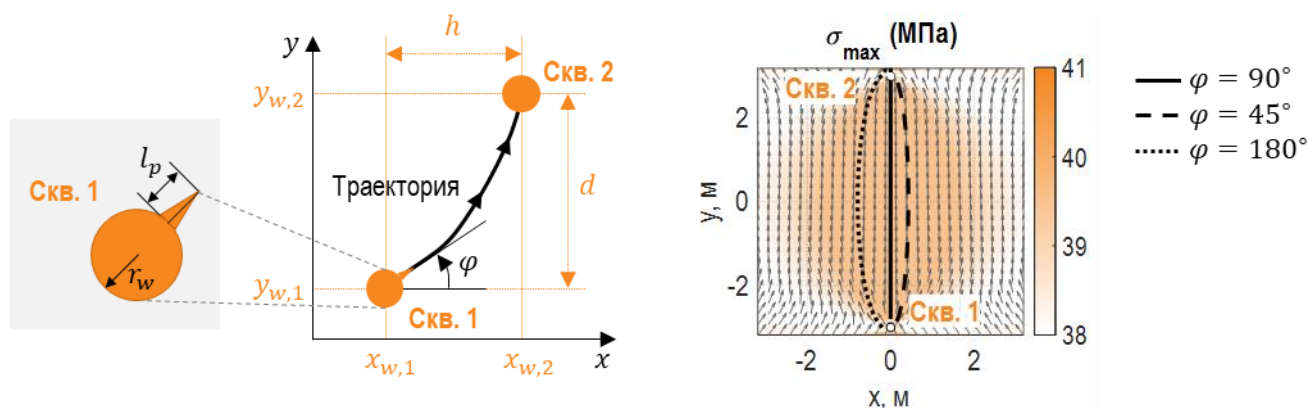 Скв. 1
l_p
r_w
y
h
Скв. 2
y_{w,2}
Траектория
d
φ
y_{w,1}
Скв. 1
x_{w,1}
x_{w,2}
x
σ_max (МПа)
Скв. 2
Скв. 1
y, м
2
0
-2
-2
0
2
x, м
41
40
39
38
φ = 90°
φ = 45°
φ = 180°